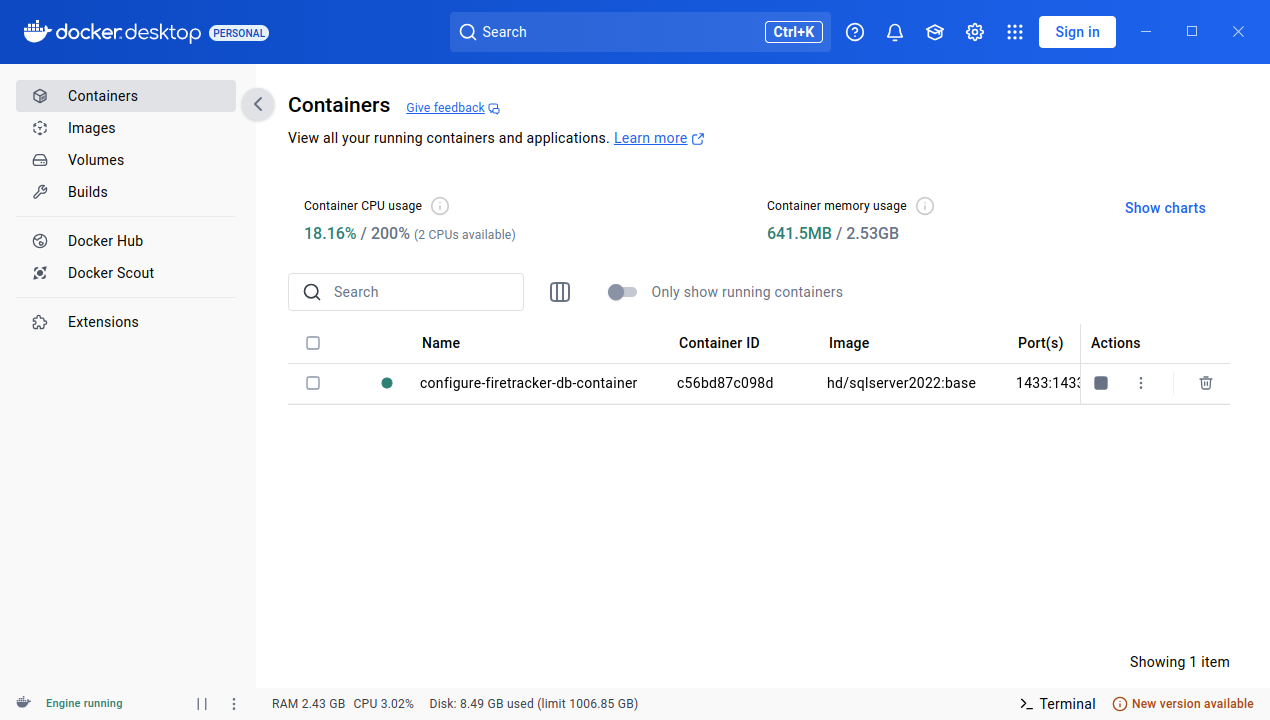 docker.desktop PERSONAL
Search
Ctrl+K
Sign in
Containers
Images
Volumes
Builds
Docker Hub
Docker Scout
Extensions
Containers Give feedback
View all your running containers and applications. Learn more
Container CPU usage
18.16% / 200% (2 CPUs available)
Container memory usage
641.5MB / 2.53GB
Show charts
Search
Only show running containers
Name Container ID Image Port(s) Actions
configure-firetracker-db-container c56bd87c098d hd/sqlserver2022:base 1433:1433
Showing 1 item
Engine running
RAM 2.43 GB CPU 3.02% Disk: 8.49 GB used (limit 1006.85 GB)
Terminal
New version available